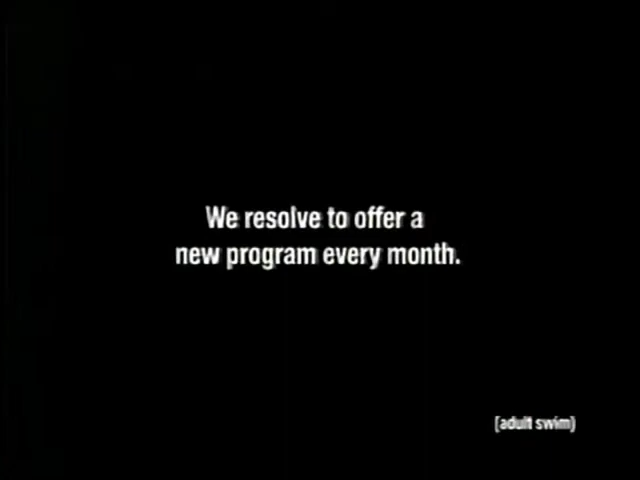 We resolve to offer a
new program every month.
[adult swim]